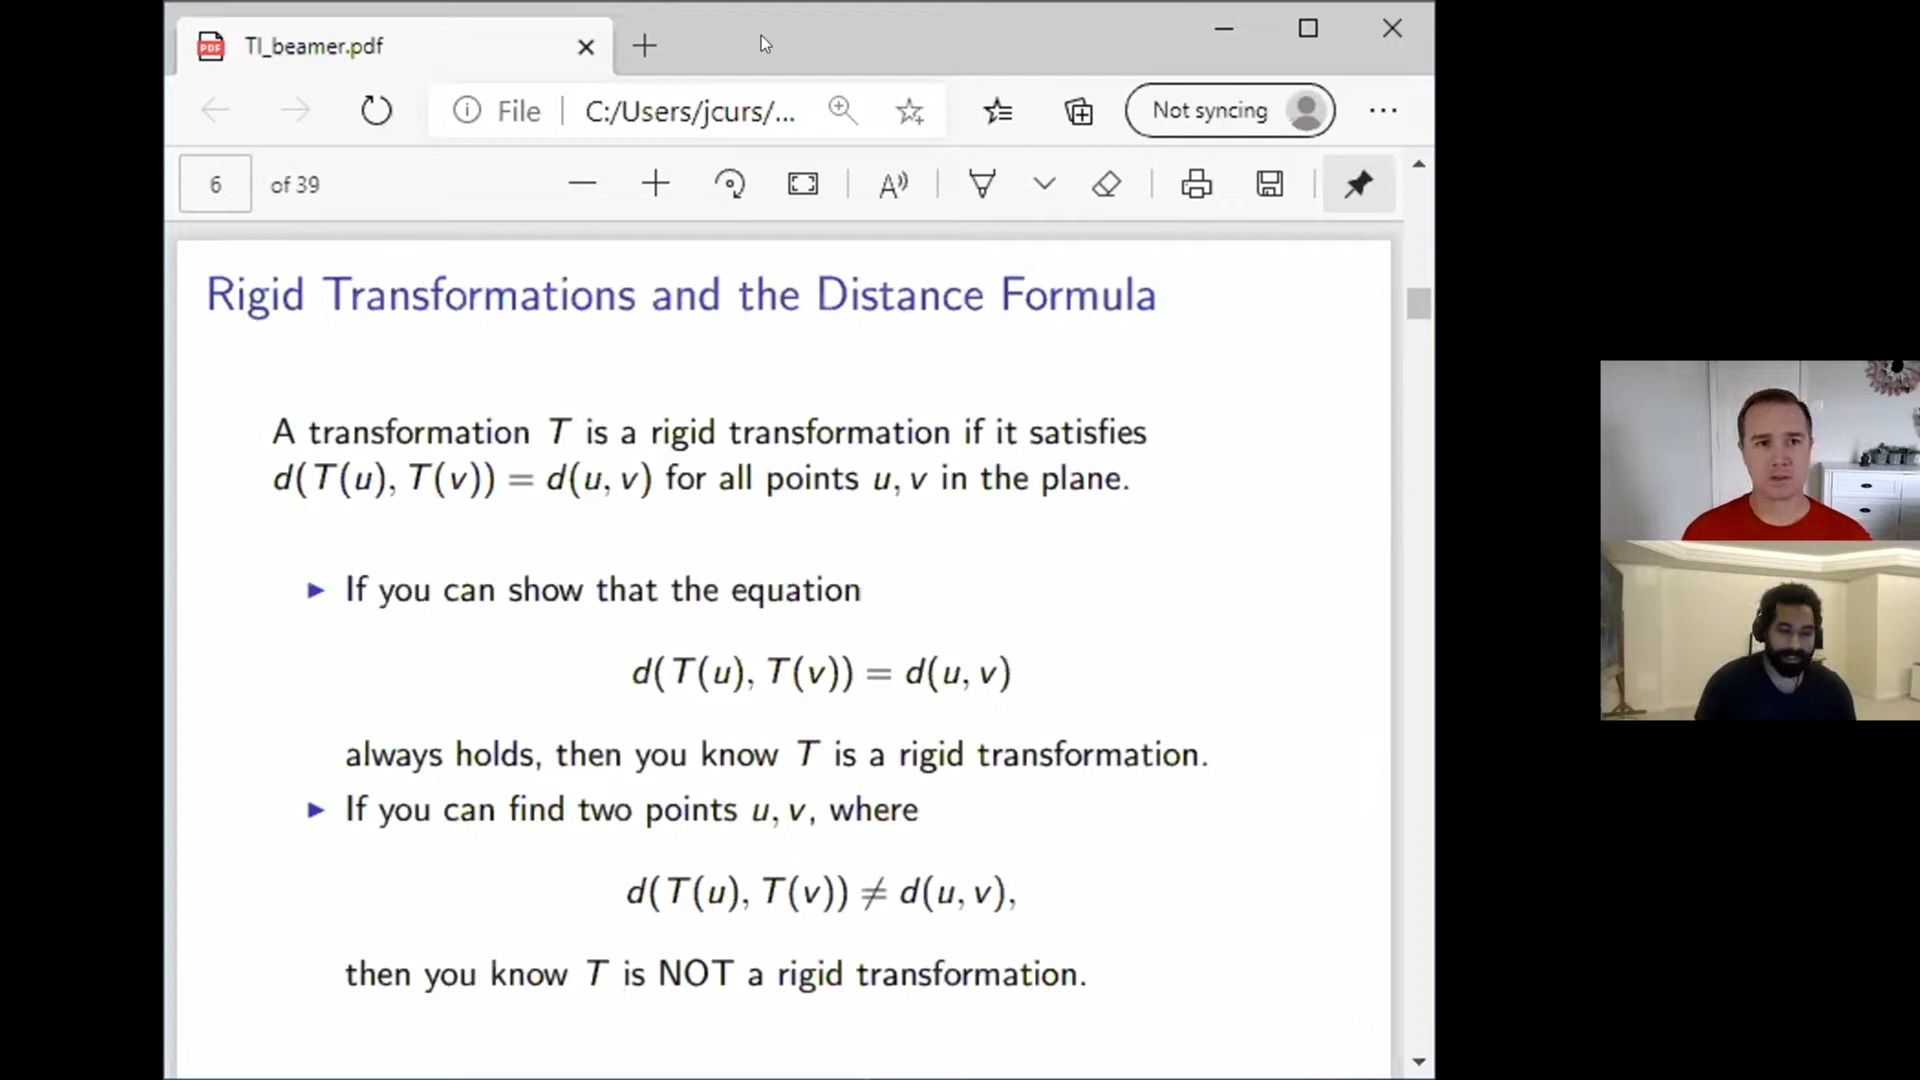 TI_beamer.pdf
File
C:/Users/jcurs/...
Not syncing
6 of 39
Rigid Transformations and the Distance Formula
A transformation T is a rigid transformation if it satisfies
d(T(u), T(v)) = d(u, v) for all points u, v in the plane.
▶ If you can show that the equation
d(T(u), T(v)) = d(u, v)
always holds, then you know T is a rigid transformation.
▶ If you can find two points u, v, where
d(T(u), T(v)) ≠ d(u, v),
then you know T is NOT a rigid transformation.